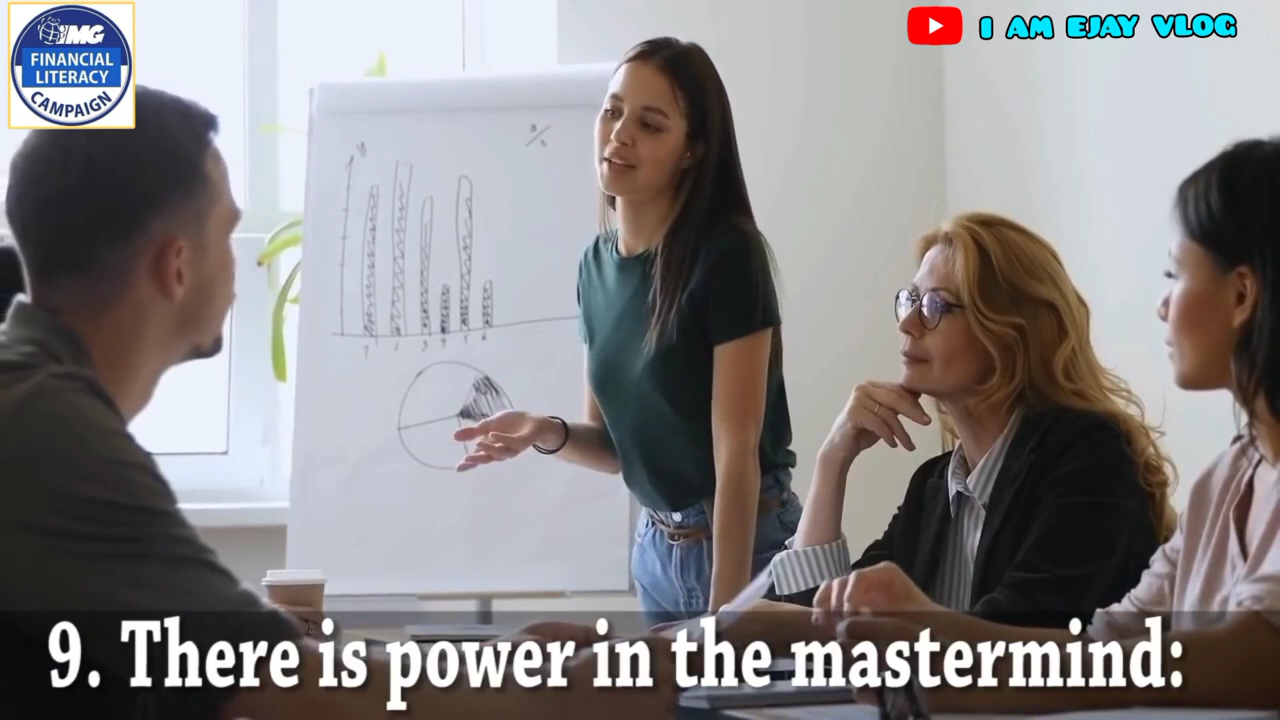 IMG
FINANCIAL
LITERACY
CAMPAIGN
I AM EJAY VLOG
%
9. There is power in the mastermind: